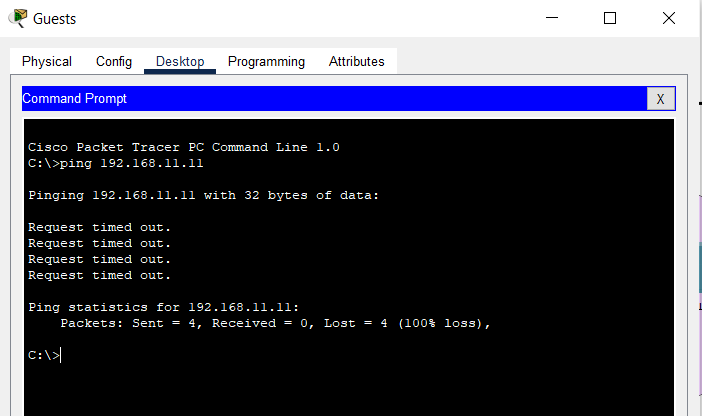 Guests
Physical Config Desktop Programming Attributes
Command Prompt
X
Cisco Packet Tracer PC Command Line 1.0
C:\>ping 192.168.11.11
Pinging 192.168.11.11 with 32 bytes of data:
Request timed out.
Request timed out.
Request timed out.
Request timed out.
Ping statistics for 192.168.11.11:
Packets: Sent = 4, Received = 0, Lost = 4 (100% loss),
C:\>